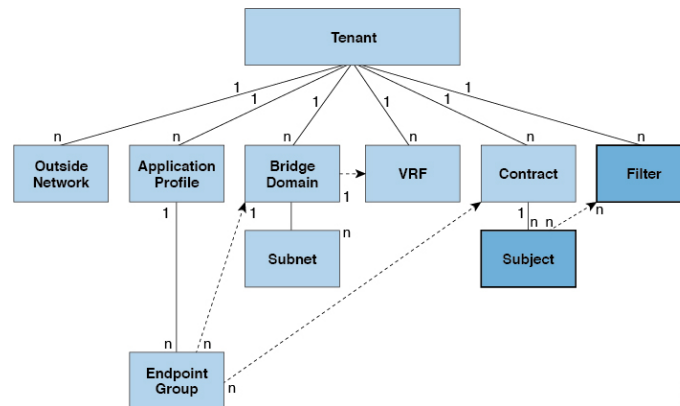 Tenant
1 1 1 1 1 1
n n n n n n
Outside
Network
Application
Profile
Bridge
Domain
VRF
Contract
Filter
1 1 1 1 n n n
Subnet
n
Subject
n n
Endpoint
Group
n